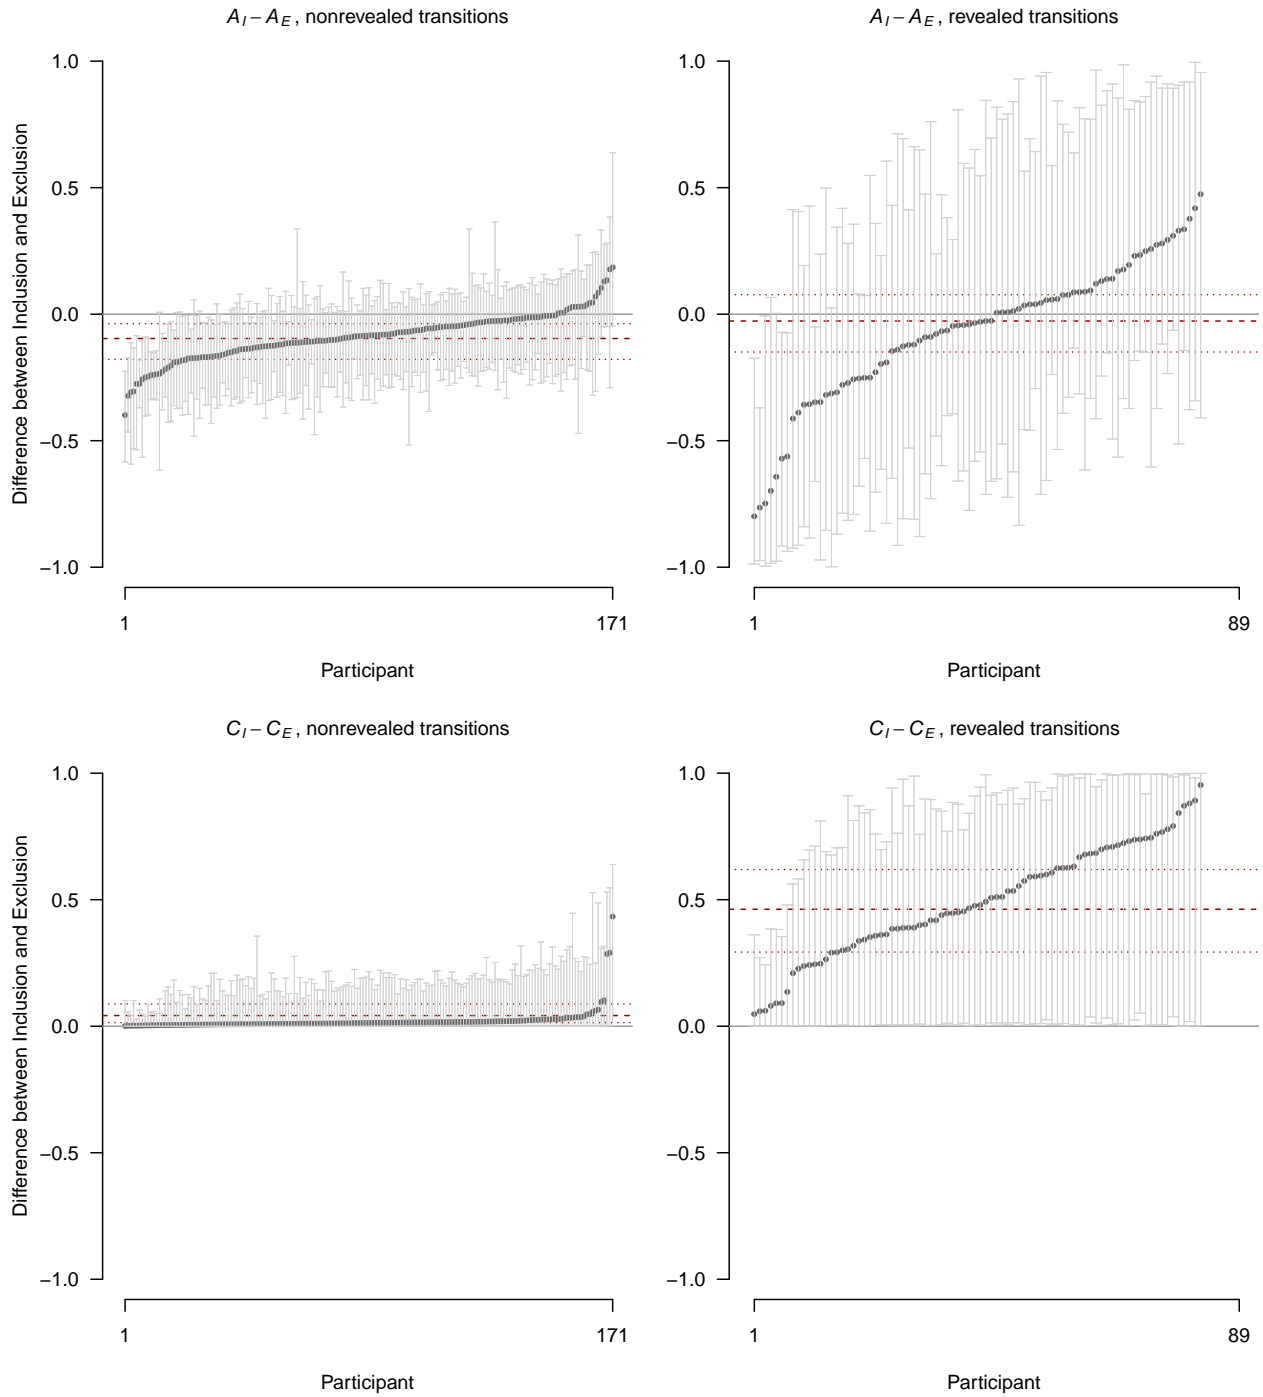 A_I – A_E , nonrevealed transitions
1.0
0.5
0.0
−0.5
−1.0
Difference between Inclusion and Exclusion
1 171
Participant
A_I – A_E , revealed transitions
1.0
0.5
0.0
−0.5
−1.0
1 89
Participant
C_I – C_E , nonrevealed transitions
1.0
0.5
0.0
−0.5
−1.0
Difference between Inclusion and Exclusion
1 171
Participant
C_I – C_E , revealed transitions
1.0
0.5
0.0
−0.5
−1.0
1 89
Participant